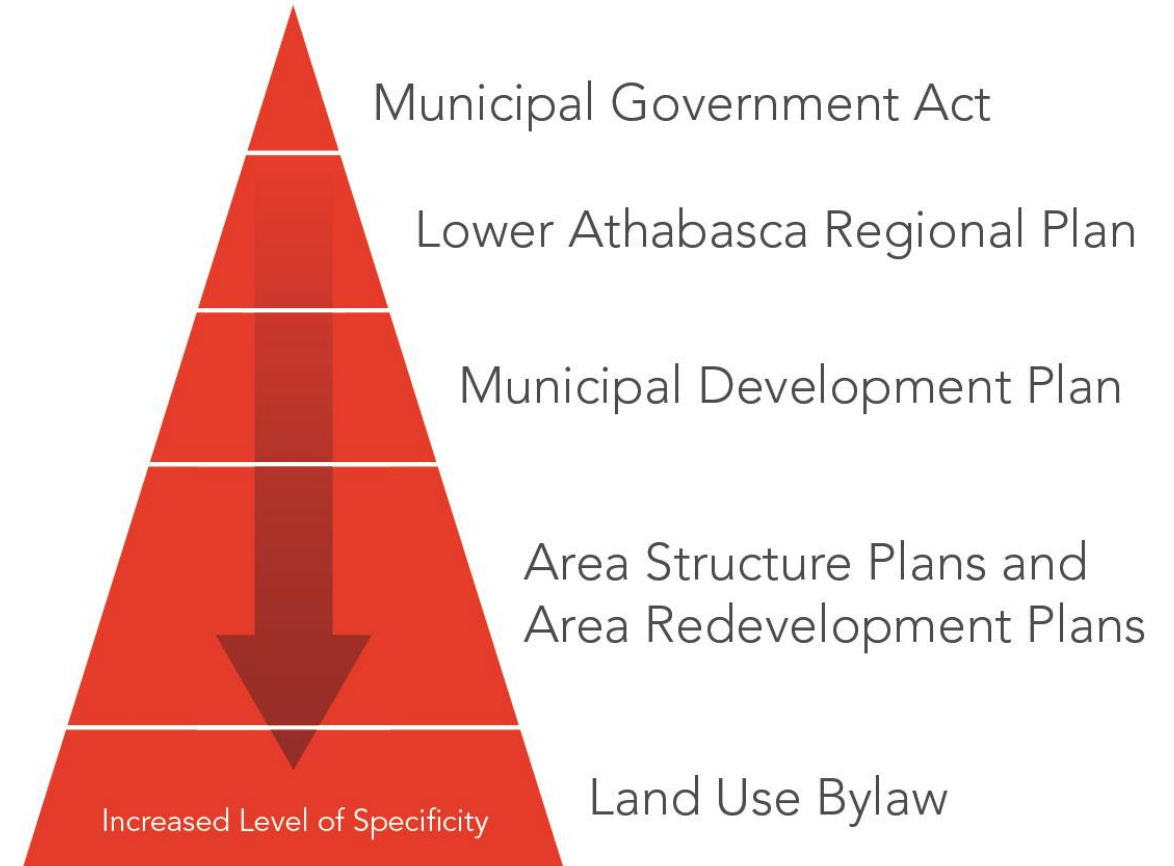 Municipal Government Act
Lower Athabasca Regional Plan
Municipal Development Plan
Area Structure Plans and
Area Redevelopment Plans
Land Use Bylaw
Increased Level of Specificity